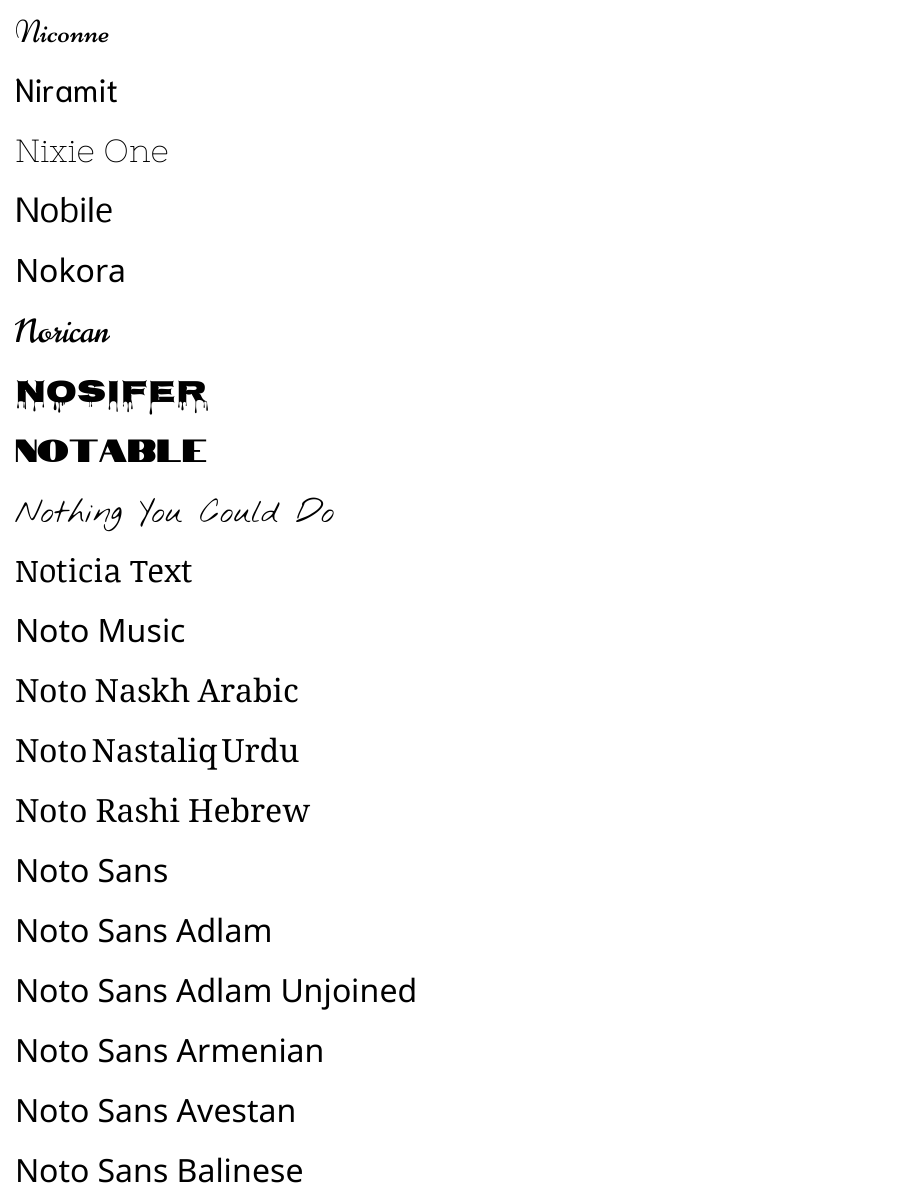 Niconne
Niramit
Nixie One
Nobile
Nokora
Norican
NOSIFER
NOTABLE
Nothing You Could Do
Noticia Text
Noto Music
Noto Naskh Arabic
Noto Nastaliq Urdu
Noto Rashi Hebrew
Noto Sans
Noto Sans Adlam
Noto Sans Adlam Unjoined
Noto Sans Armenian
Noto Sans Avestan
Noto Sans Balinese